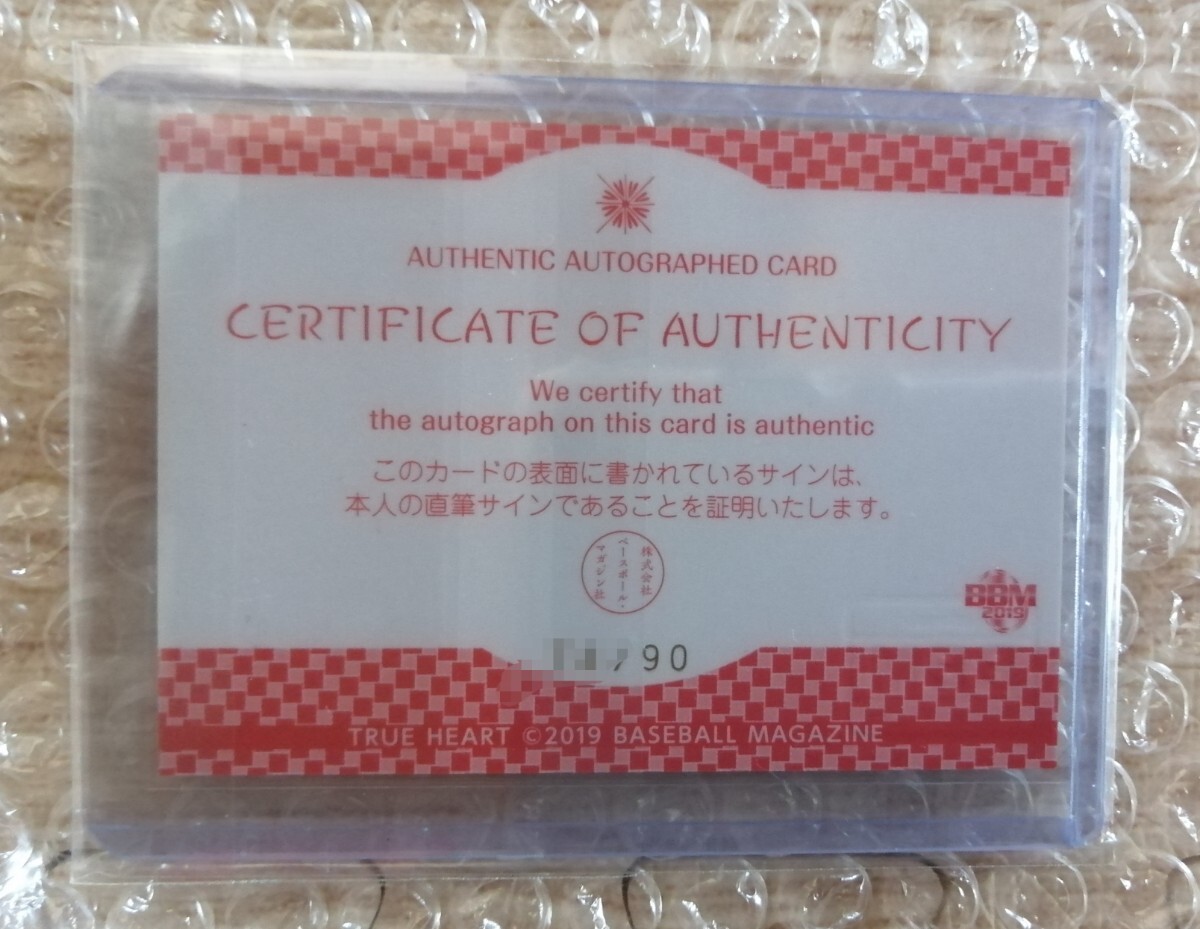 AUTHENTIC AUTOGRAPHED CARD
CERTIFICATE OF AUTHENTICITY
We certify that
the autograph on this card is authentic
このカードの表面に書かれているサインは、
本人の直筆サインであることを証明いたします。
株式会社
ベースボール・
マガジン社
BBM
2019
/90
TRUE HEART ©2019 BASEBALL MAGAZINE